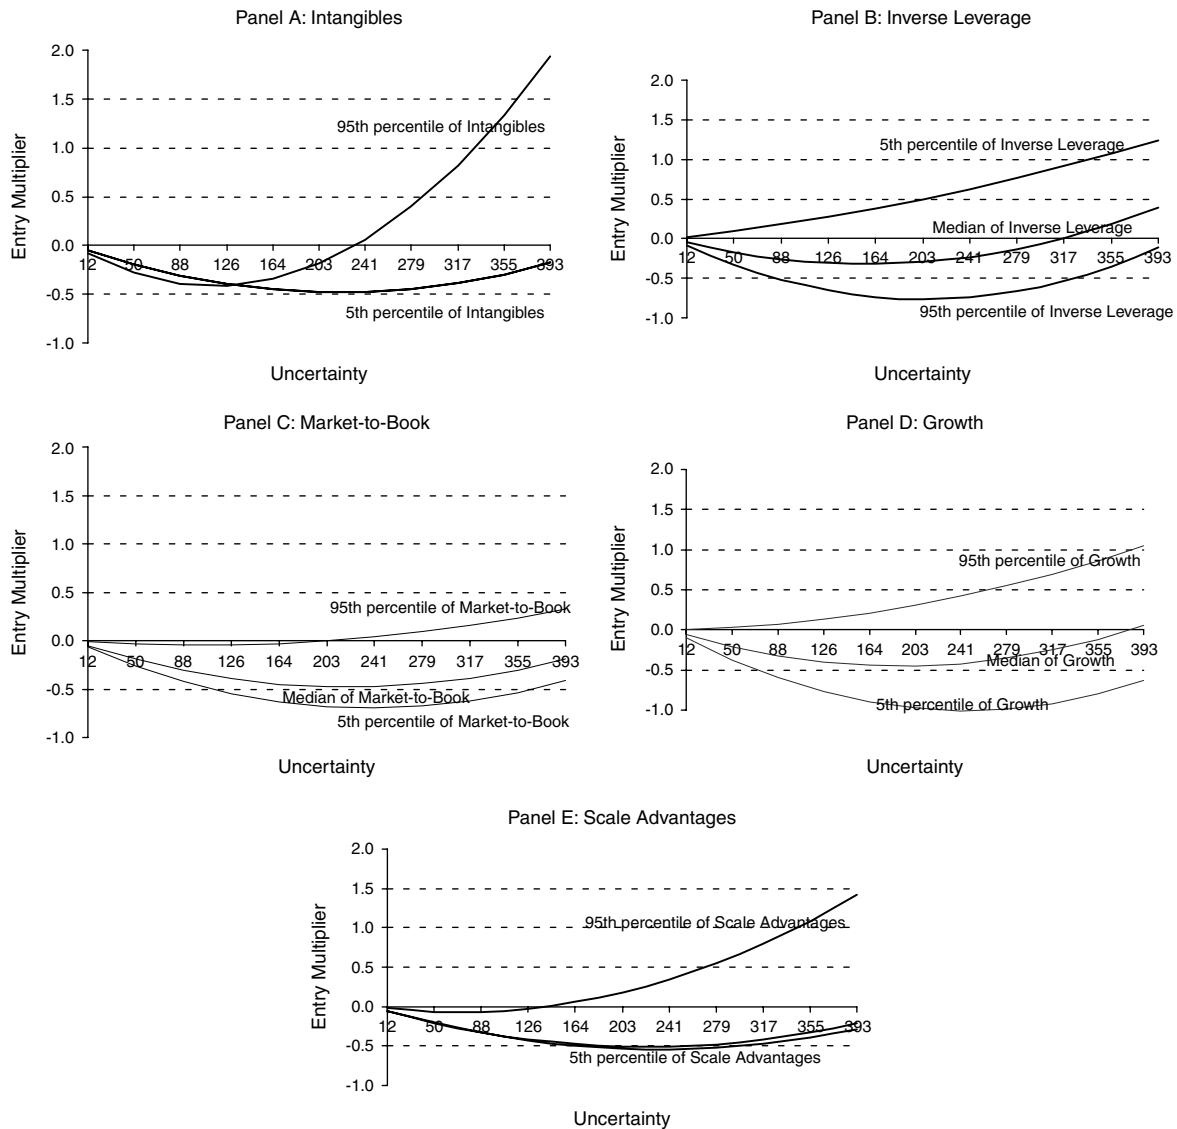 Panel A: Intangibles
2.0
1.5
1.0
0.5
0.0
-0.5
-1.0
Entry Multiplier
95th percentile of Intangibles
12 50 88 126 164 203 241 279 317 355 393
5th percentile of Intangibles
Uncertainty
Panel B: Inverse Leverage
2.0
1.5
1.0
0.5
0.0
-0.5
-1.0
Entry Multiplier
5th percentile of Inverse Leverage
Median of Inverse Leverage
12 50 88 126 164 203 241 279 317 355 393
95th percentile of Inverse Leverage
Uncertainty
Panel C: Market-to-Book
2.0
1.5
1.0
0.5
0.0
-0.5
-1.0
Entry Multiplier
95th percentile of Market-to-Book
12 50 88 126 164 203 241 279 317 355 393
Median of Market-to-Book
5th percentile of Market-to-Book
Uncertainty
Panel D: Growth
2.0
1.5
1.0
0.5
0.0
-0.5
-1.0
Entry Multiplier
95th percentile of Growth
12 50 88 126 164 203 241 279 317 355 393
Median of Growth
5th percentile of Growth
Uncertainty
Panel E: Scale Advantages
2.0
1.5
1.0
0.5
0.0
-0.5
-1.0
Entry Multiplier
95th percentile of Scale Advantages
12 50 88 126 164 203 241 279 317 355 393
5th percentile of Scale Advantages
Uncertainty